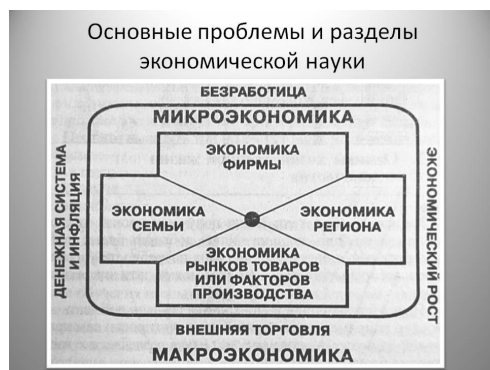 Основные проблемы и разделы
экономической науки
БЕЗРАБОТИЦА
МИКРОЭКОНОМИКА
ЭКОНОМИКА
ФИРМЫ
ДЕНЕЖНАЯ СИСТЕМА
И ИНФЛЯЦИЯ
ЭКОНОМИКА
СЕМЬИ
ЭКОНОМИКА
РЕГИОНА
ЭКОНОМИЧЕСКИЙ РОСТ
ЭКОНОМИКА
РЫНКОВ ТОВАРОВ
ИЛИ ФАКТОРОВ
ПРОИЗВОДСТВА
ВНЕШНЯЯ ТОРГОВЛЯ
МАКРОЭКОНОМИКА